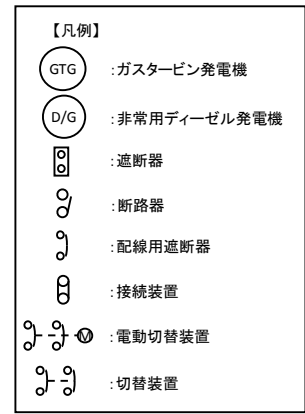 【凡例】
GTG :ガスタービン発電機
D/G :非常用ディーゼル発電機
:遮断器
:断路器
:配線用遮断器
:接続装置
M :電動切替装置
:切替装置